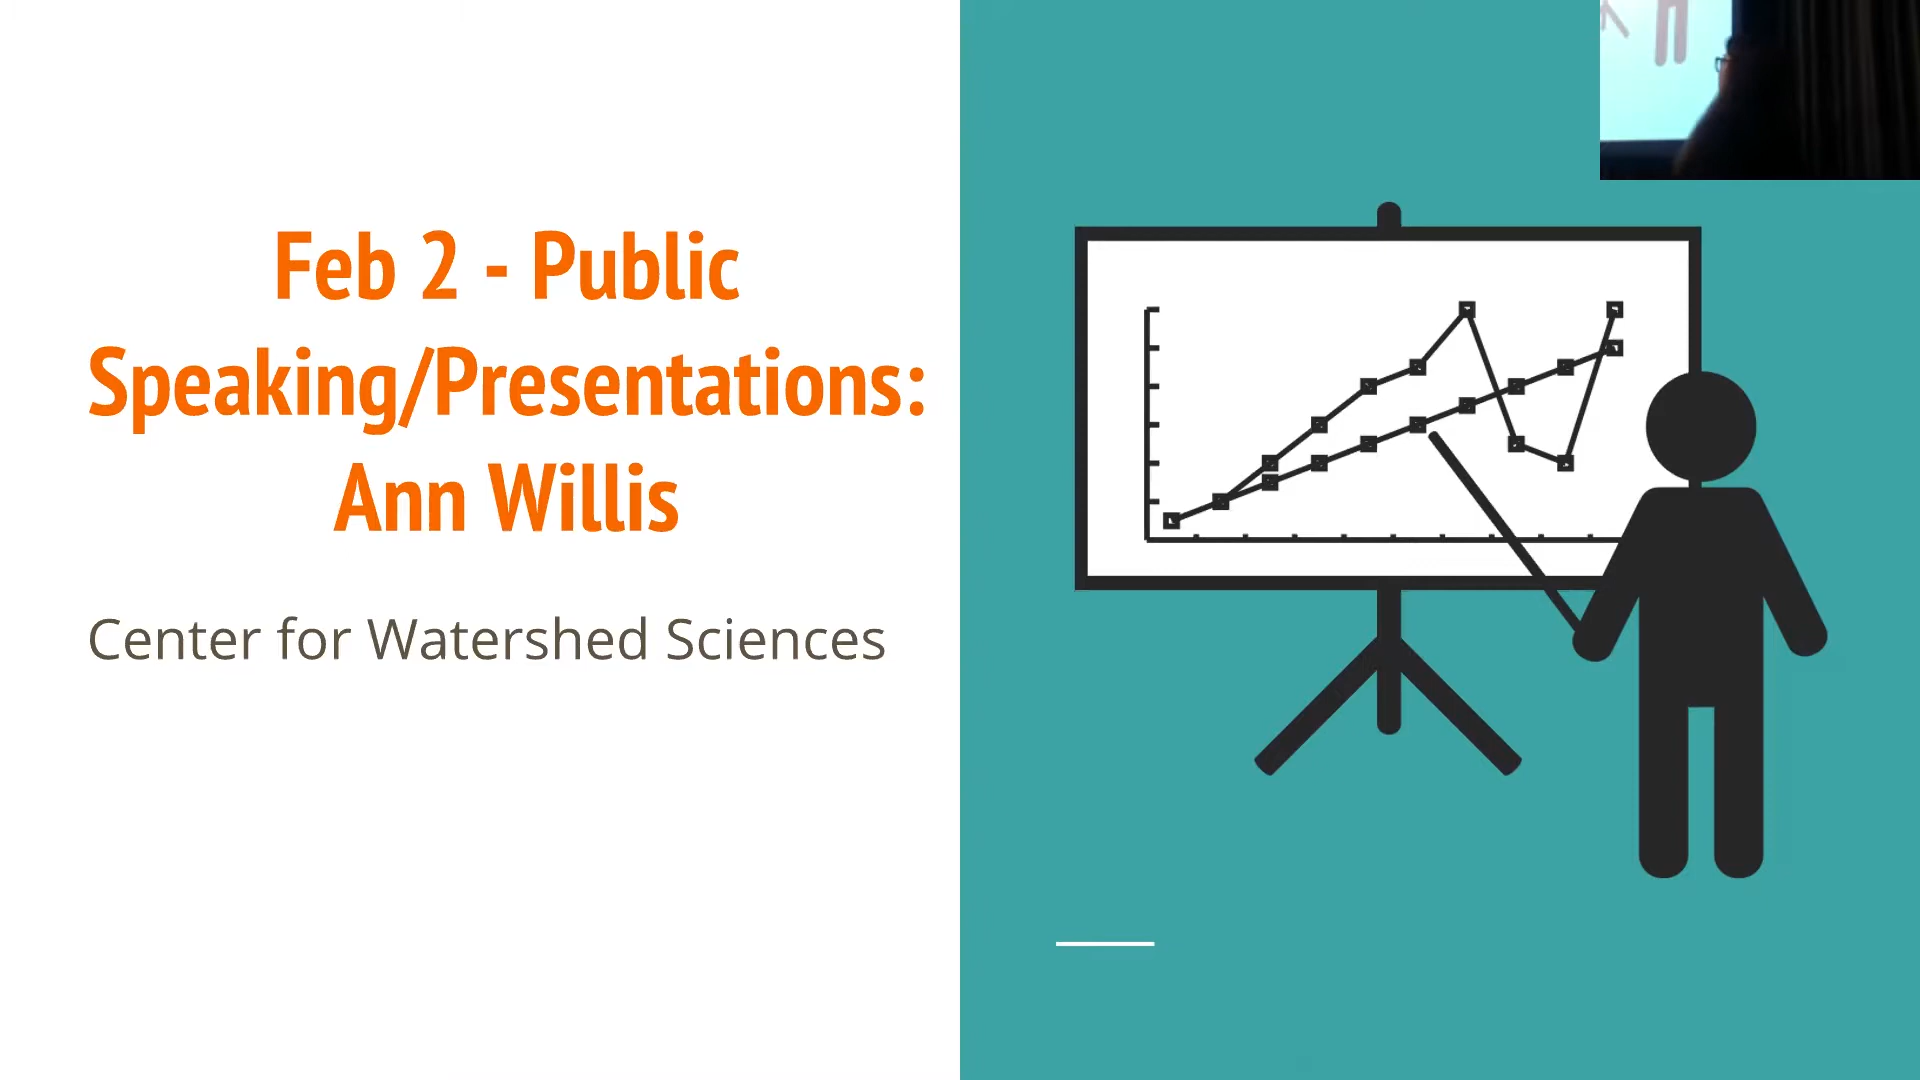 Feb 2 - Public
Speaking/Presentations:
Ann Willis
Center for Watershed Sciences